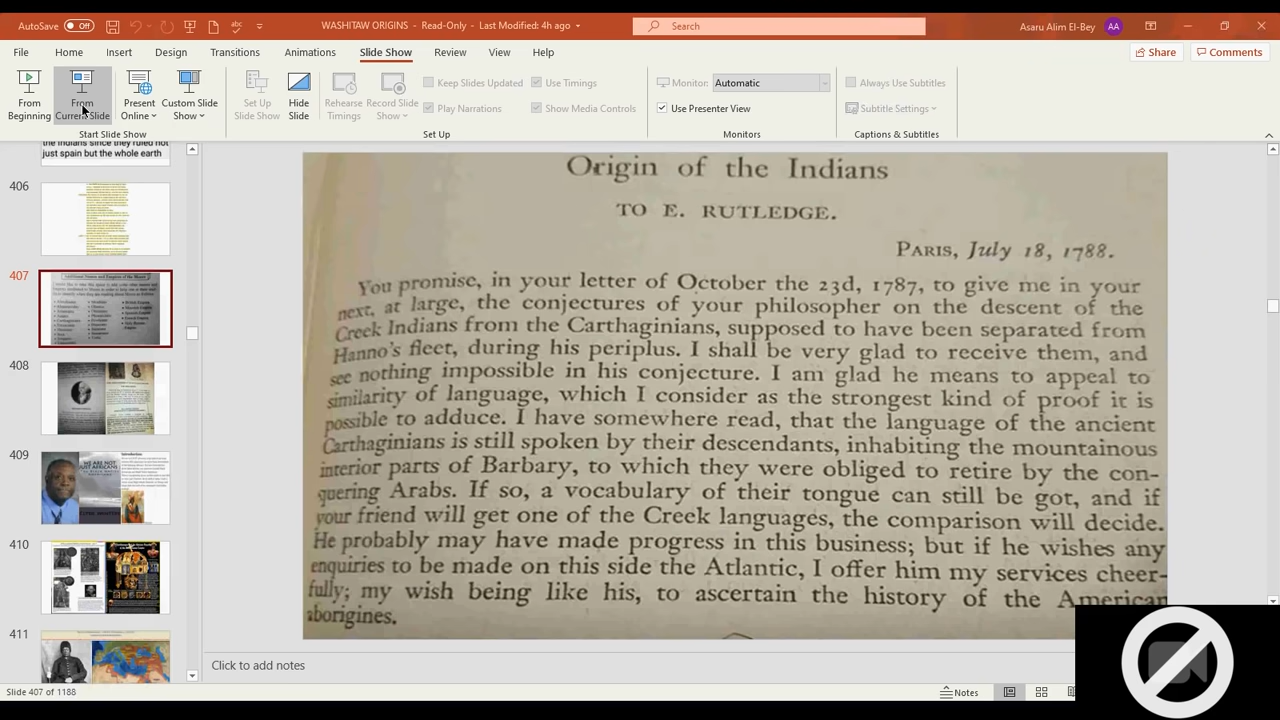 AutoSave Off
WASHITAW ORIGINS - Read-Only - Last Modified: 4h ago
Search
Asaru Alim El-Bey AA
File Home Insert Design Transitions Animations Slide Show Review View Help
Share Comments
From Beginning
From Current Slide
Present Online
Custom Slide Show
Set Up Slide Show
Hide Slide
Rehearse Timings
Record Slide Show
Keep Slides Updated
Play Narrations
Use Timings
Show Media Controls
Monitor: Automatic
Use Presenter View
Always Use Subtitles
Subtitle Settings
Start Slide Show
Set Up
Monitors
Captions & Subtitles
the Indians since they ruled not
just spain but the whole earth
406
407
408
409
410
411
Origin of the Indians
TO E. RUTLEDGE.
PARIS, July 18, 1788.
You promise, in your letter of October the 23d, 1787, to give me in your
next, at large, the conjectures of your philosopher on the descent of the
Creek Indians from the Carthaginians, supposed to have been separated from
Hanno's fleet, during his periplus. I shall be very glad to receive them, and
see nothing impossible in his conjecture. I am glad he means to appeal to
similarity of language, which I consider as the strongest kind of proof it is
possible to adduce. I have somewhere read, that the language of the ancient
Carthaginians is still spoken by their descendants, inhabiting the mountainous
interior parts of Barbary, to which they were obliged to retire by the con-
quering Arabs. If so, a vocabulary of their tongue can still be got, and if
your friend will get one of the Creek languages, the comparison will decide.
He probably may have made progress in this business; but if he wishes any
enquiries to be made on this side the Atlantic, I offer him my services cheer-
fully; my wish being like his, to ascertain the history of the American
aborigines.
Click to add notes
Slide 407 of 1188
Notes